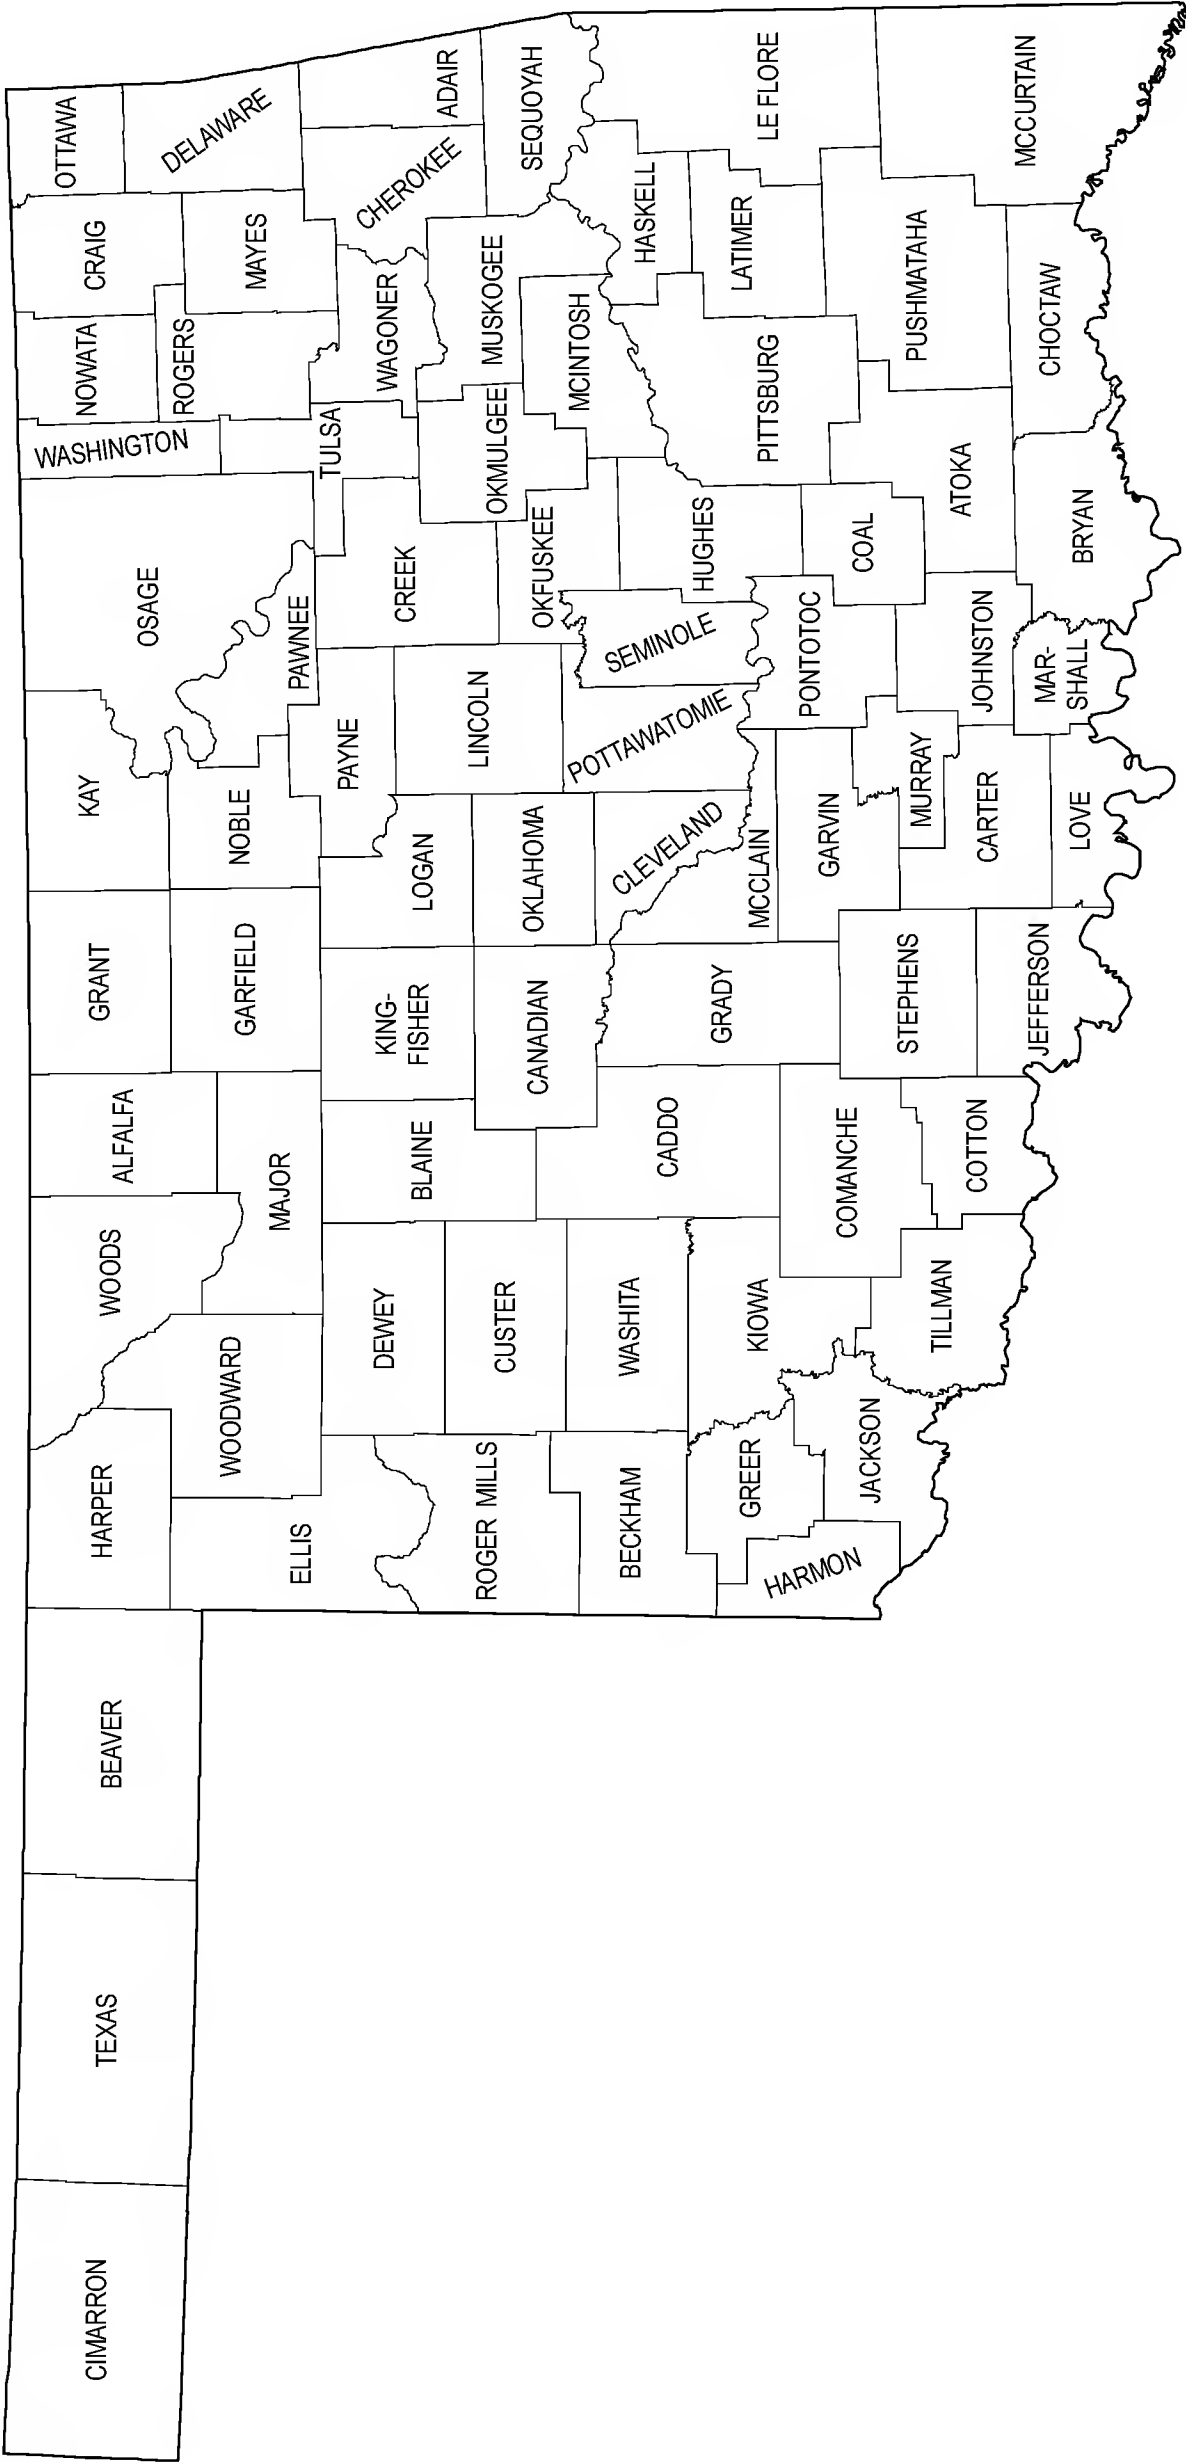 CIMARRON
TEXAS
BEAVER
HARPER
WOODS
ALFALFA
GRANT
KAY
OSAGE
WASHINGTON
NOWATA
CRAIG
OTTAWA
DELAWARE
MAYES
ROGERS
ELLIS
WOODWARD
MAJOR
GARFIELD
NOBLE
PAWNEE
TULSA
WAGONER
CHEROKEE
ADAIR
DEWEY
BLAINE
KING-
FISHER
LOGAN
PAYNE
CREEK
ROGER MILLS
CUSTER
CANADIAN
OKLAHOMA
LINCOLN
OKFUSKEE
OKMULGEE
MUSKOGEE
SEQUOYAH
BECKHAM
WASHITA
CADDO
GRADY
CLEVELAND
POTTAWATOMIE
SEMINOLE
HUGHES
MCINTOSH
HASKELL
LE FLORE
LATIMER
PITTSBURG
HARMON
GREER
KIOWA
COMANCHE
MCCLAIN
GARVIN
PONTOTOC
COAL
JACKSON
TILLMAN
COTTON
STEPHENS
MURRAY
CARTER
JOHNSTON
ATOKA
PUSHMATAHA
MCCURTAIN
JEFFERSON
LOVE
MAR-
SHALL
BRYAN
CHOCTAW